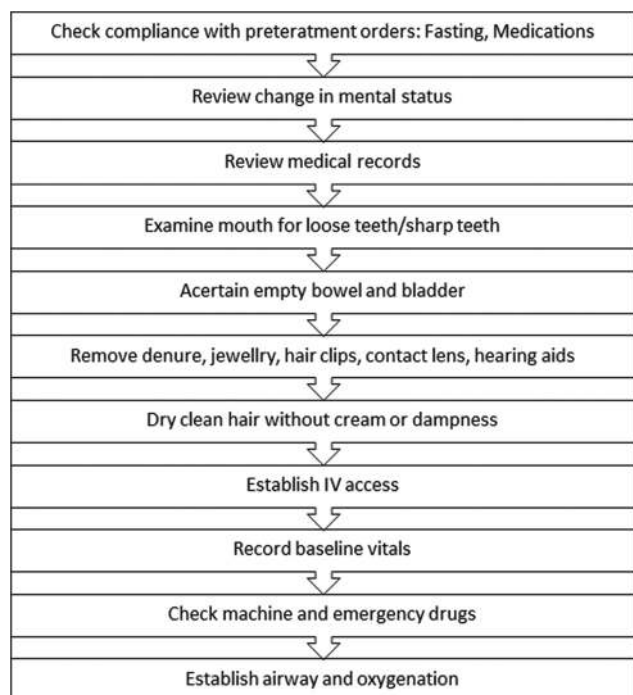 Check compliance with preteratment orders: Fasting, Medications
Review change in mental status
Review medical records
Examine mouth for loose teeth/sharp teeth
Acertain empty bowel and bladder
Remove denure, jewellry, hair clips, contact lens, hearing aids
Dry clean hair without cream or dampness
Establish IV access
Record baseline vitals
Check machine and emergency drugs
Establish airway and oxygenation